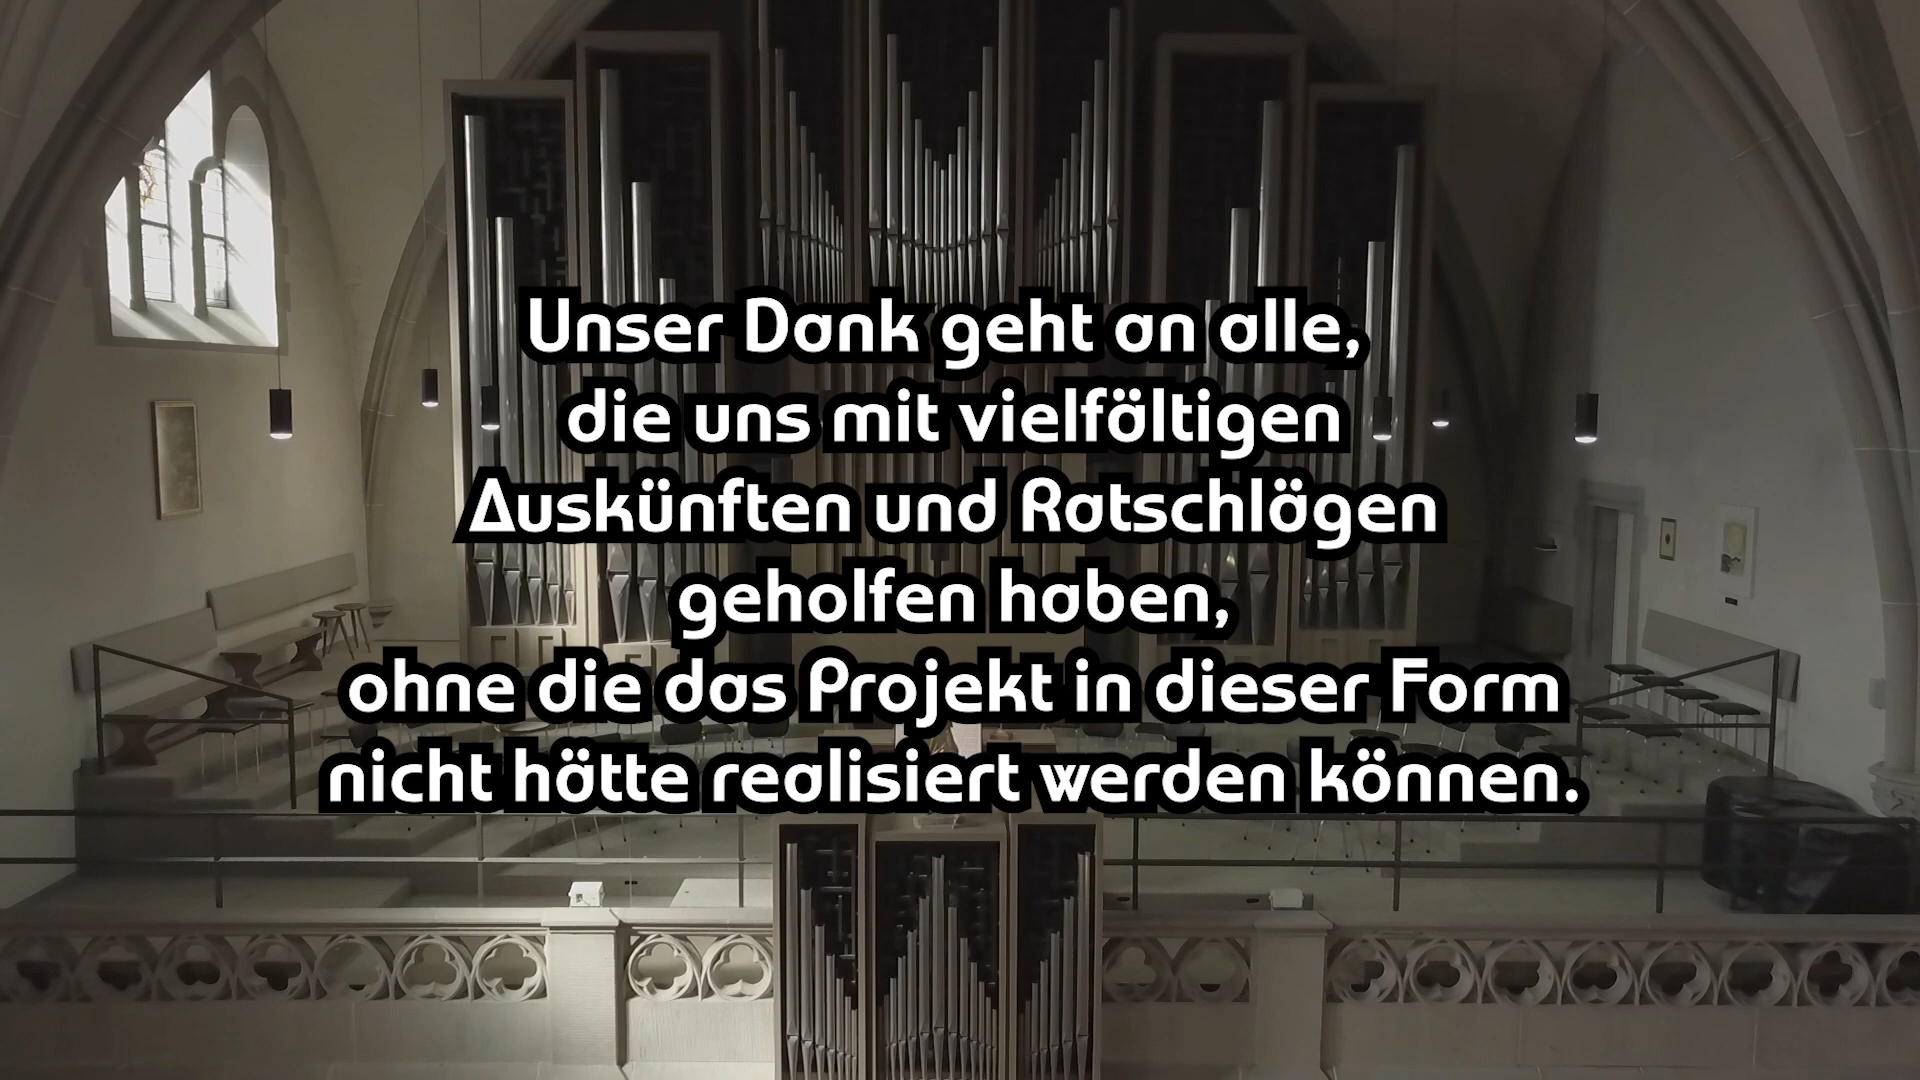 Unser Dank geht an alle,
die uns mit vielfältigen
Auskünften und Ratschlägen
geholfen haben,
ohne die das Projekt in dieser Form
nicht hätte realisiert werden können.